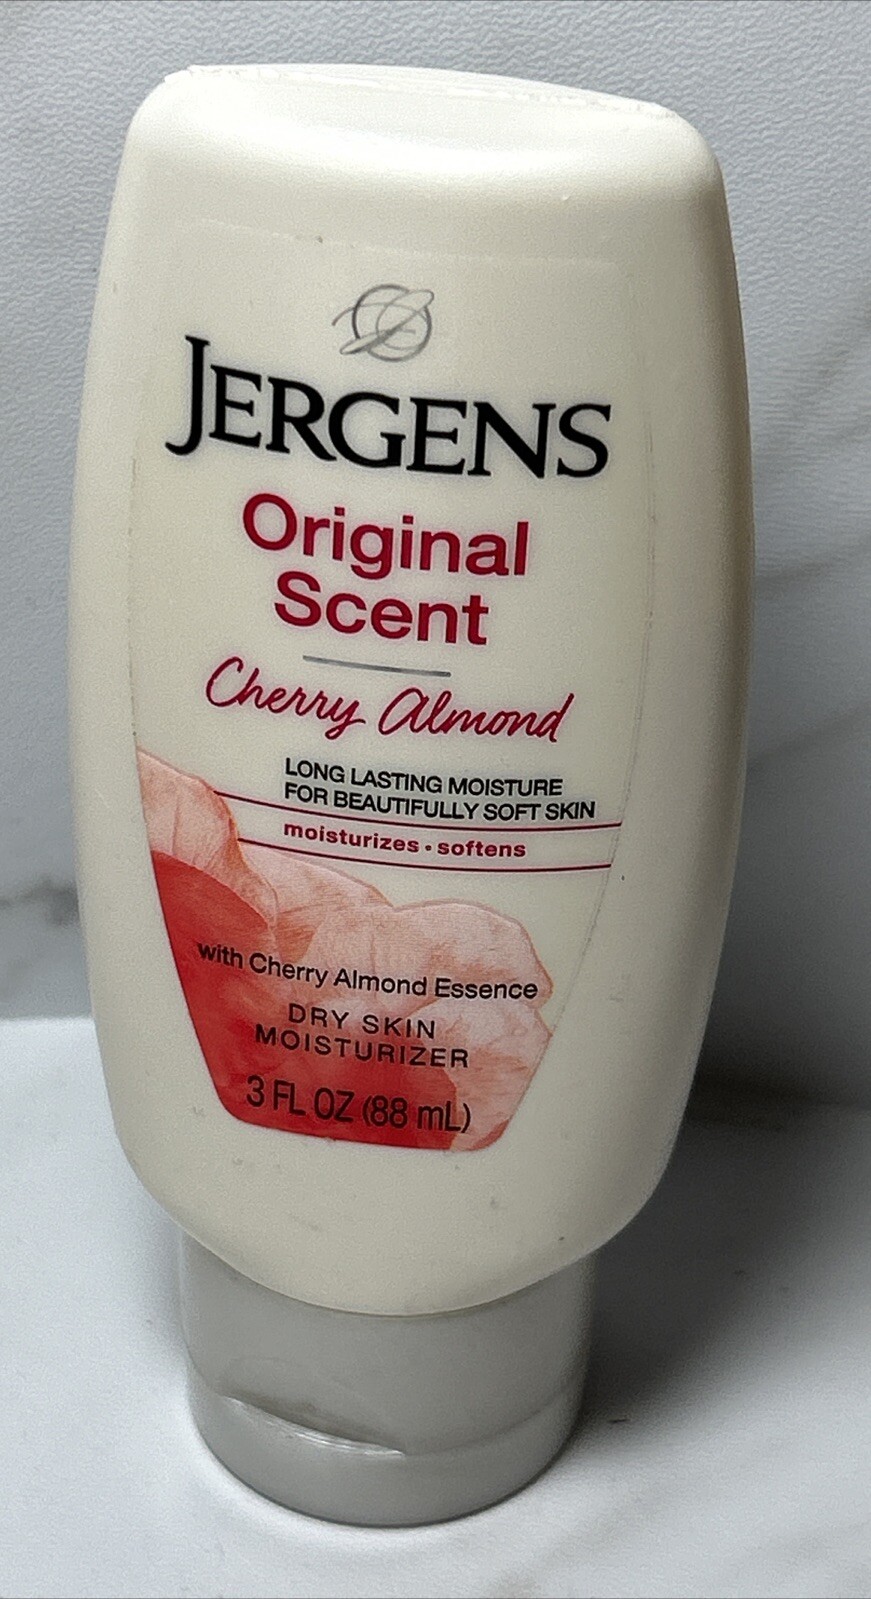 JERGENS
Original
Scent
Cherry Almond
LONG LASTING MOISTURE
FOR BEAUTIFULLY SOFT SKIN
moisturizes • softens
with Cherry Almond Essence
DRY SKIN
MOISTURIZER
3 FL OZ (88 mL)